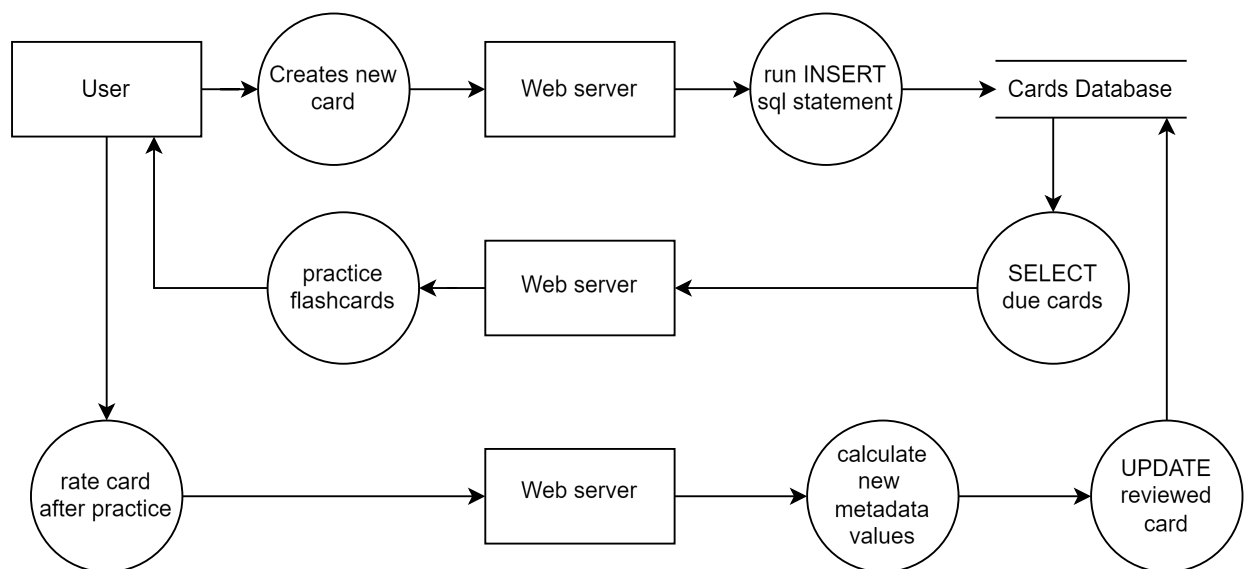 User
Creates new
card
Web server
run INSERT
sql statement
Cards Database
practice
flashcards
Web server
SELECT
due cards
rate card
after practice
Web server
calculate
new
metadata
values
UPDATE
reviewed
card